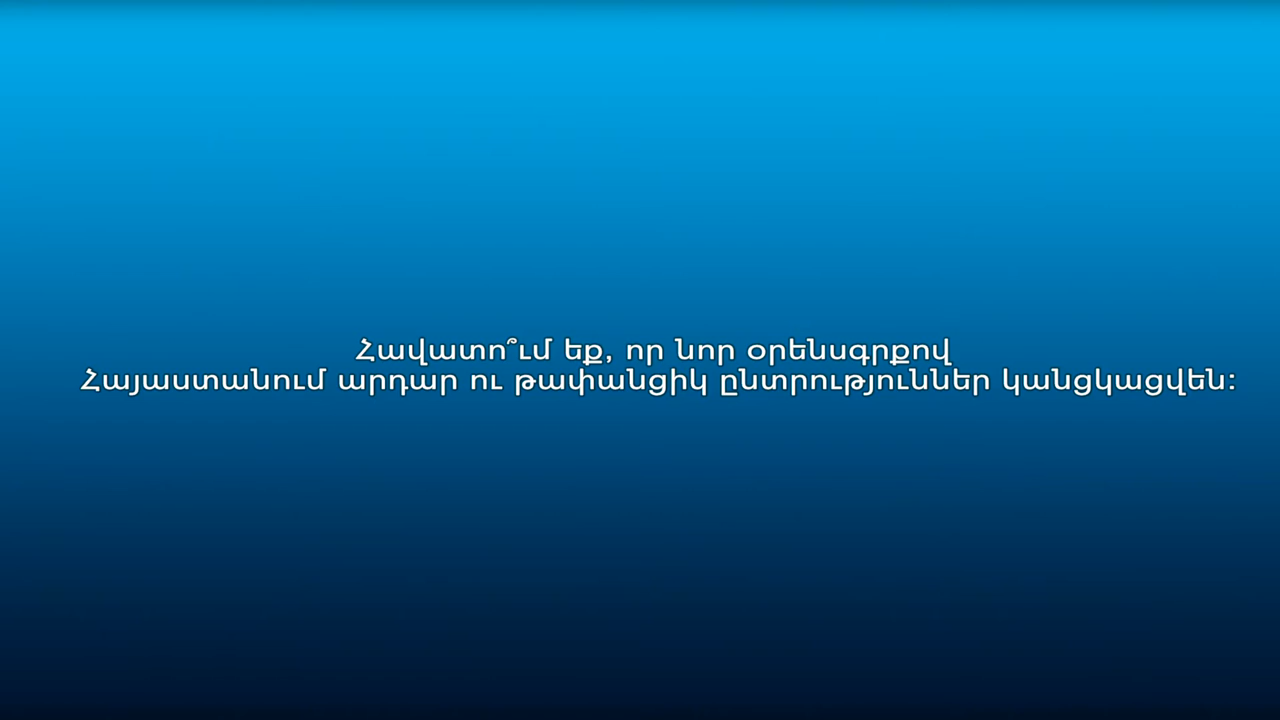 Հավատո՞ւմ եք, որ նոր օրենսգրքով
Հայաստանում արդար ու թափանցիկ ընտրություններ կանցկացվեն: